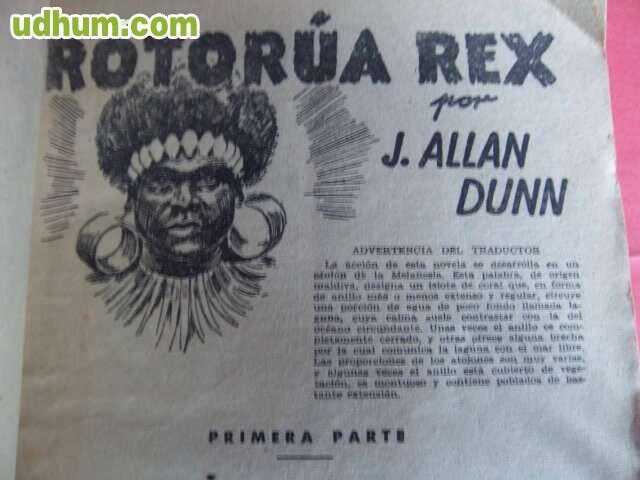 udhum.com
ROTORÚA REX
por
J. ALLAN
DUNN
ADVERTENCIA DEL TRADUCTOR
La acción de esta novela se desarrolla en un
atolón de la Melanesia. Esta palabra, de origen
maldiva, designa un islote de coral que, en forma
de anillo más o menos extenso y regular, circuye
una porción de agua de poco fondo llamada la-
guna, cuya calma suele contrastar con la del
océano circundante. Unas veces el anillo es com-
pletamente cerrado, y otras ofrece alguna brecha
por la cual comunica la laguna con el mar libre.
Las proporciones de los atolones son muy varias,
y algunas veces el anillo está cubierto de vege-
tación, es montuoso y contiene poblados de bas-
tante extensión.
PRIMERA PARTE